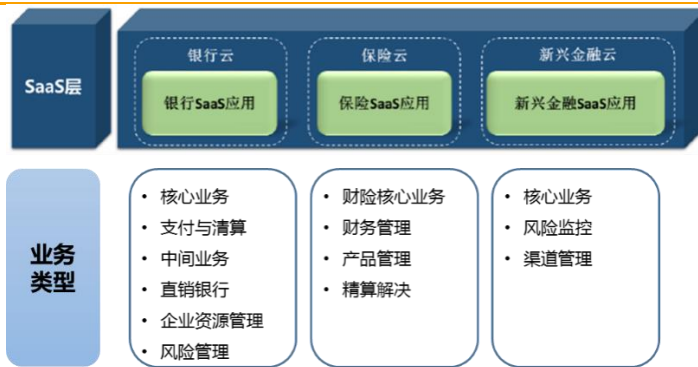 SaaS层
银行云
保险云
新兴金融云
银行SaaS应用
保险SaaS应用
新兴金融SaaS应用
业务
类型
• 核心业务
• 支付与清算
• 中间业务
• 直销银行
• 企业资源管理
• 风险管理
• 财险核心业务
• 财务管理
• 产品管理
• 精算解决
• 核心业务
• 风险监控
• 渠道管理